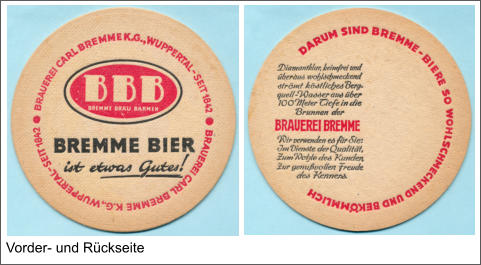 BRAUEREI CARL BREMME K.G., WUPPERTAL - SEIT 1842 •
BRAUEREI CARL BREMME K.G., WUPPERTAL - SEIT 1842 •
BBB
BREMME BRÄU BARMEN
BREMME BIER
ist etwas Gutes!
DARUM SIND BREMME-BIERE SO WOHLSCHMECKEND UND BEKÖMMLICH
Diamantklar, keimfrei und
überaus wohlschmeckend
strömt köstliches Berg-
quell-Wasser aus über
100 Meter Tiefe in die
Brunnen der
BRAUEREI BREMME
Wir verwenden es für Sie:
Im Dienste der Qualität,
Zum Wohle des Kunden,
Zur genußvollen Freude
des Kenners.
Vorder- und Rückseite